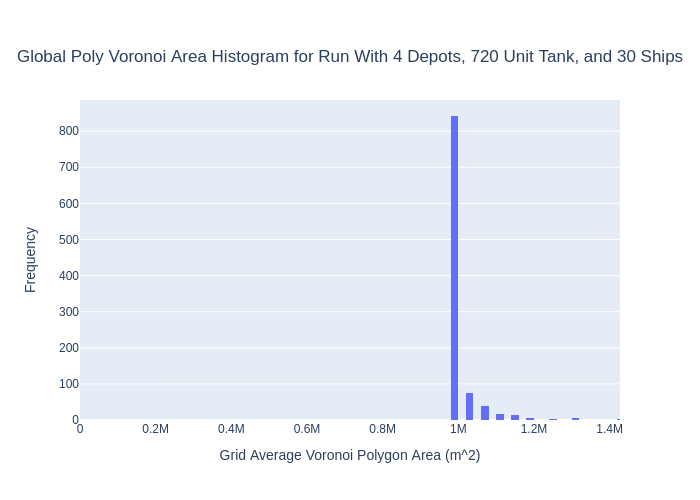 Global Poly Voronoi Area Histogram for Run With 4 Depots, 720 Unit Tank, and 30 Ships
800
700
600
500
400
300
200
100
0
Frequency
0 0.2M 0.4M 0.6M 0.8M 1M 1.2M 1.4M
Grid Average Voronoi Polygon Area (m^2)